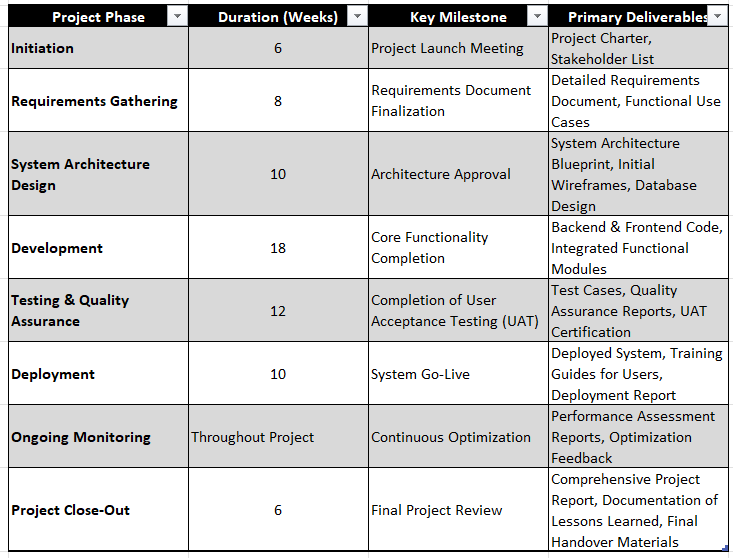 Project Phase Duration (Weeks) Key Milestone Primary Deliverables
Initiation 6 Project Launch Meeting Project Charter,
Stakeholder List
Requirements Gathering 8 Requirements Document
Finalization Detailed Requirements
Document, Functional Use
Cases
System Architecture
Design 10 Architecture Approval System Architecture
Blueprint, Initial
Wireframes, Database
Design
Development 18 Core Functionality
Completion Backend & Frontend Code,
Integrated Functional
Modules
Testing & Quality
Assurance 12 Completion of User
Acceptance Testing (UAT) Test Cases, Quality
Assurance Reports, UAT
Certification
Deployment 10 System Go-Live Deployed System, Training
Guides for Users,
Deployment Report
Ongoing Monitoring Throughout Project Continuous Optimization Performance Assessment
Reports, Optimization
Feedback
Project Close-Out 6 Final Project Review Comprehensive Project
Report, Documentation of
Lessons Learned, Final
Handover Materials